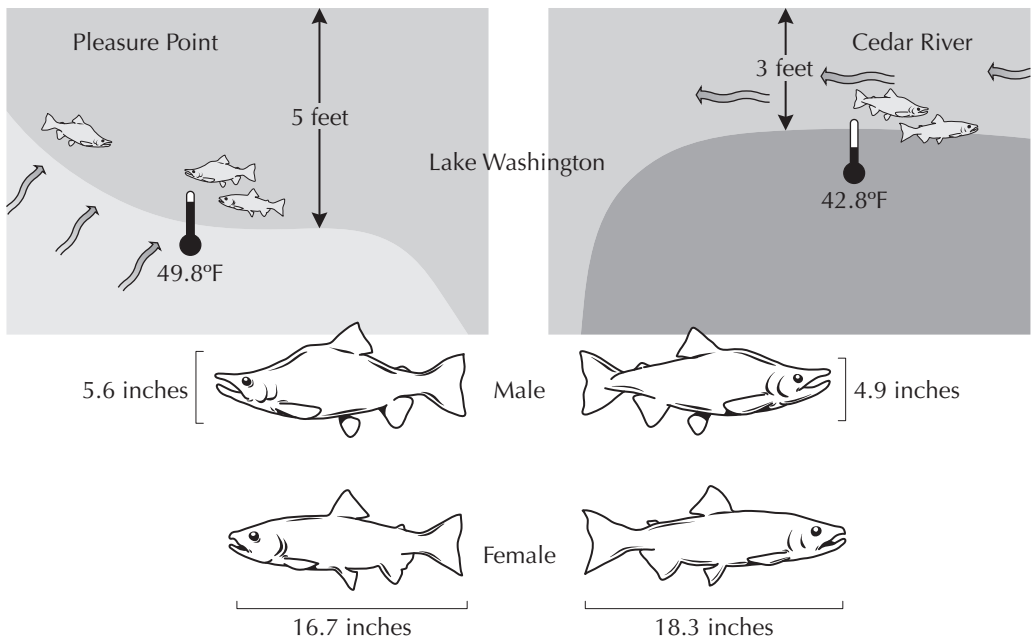 Pleasure Point
5 feet
49.8ºF
Lake Washington
Cedar River
3 feet
42.8ºF
5.6 inches
Male
4.9 inches
Female
16.7 inches
18.3 inches